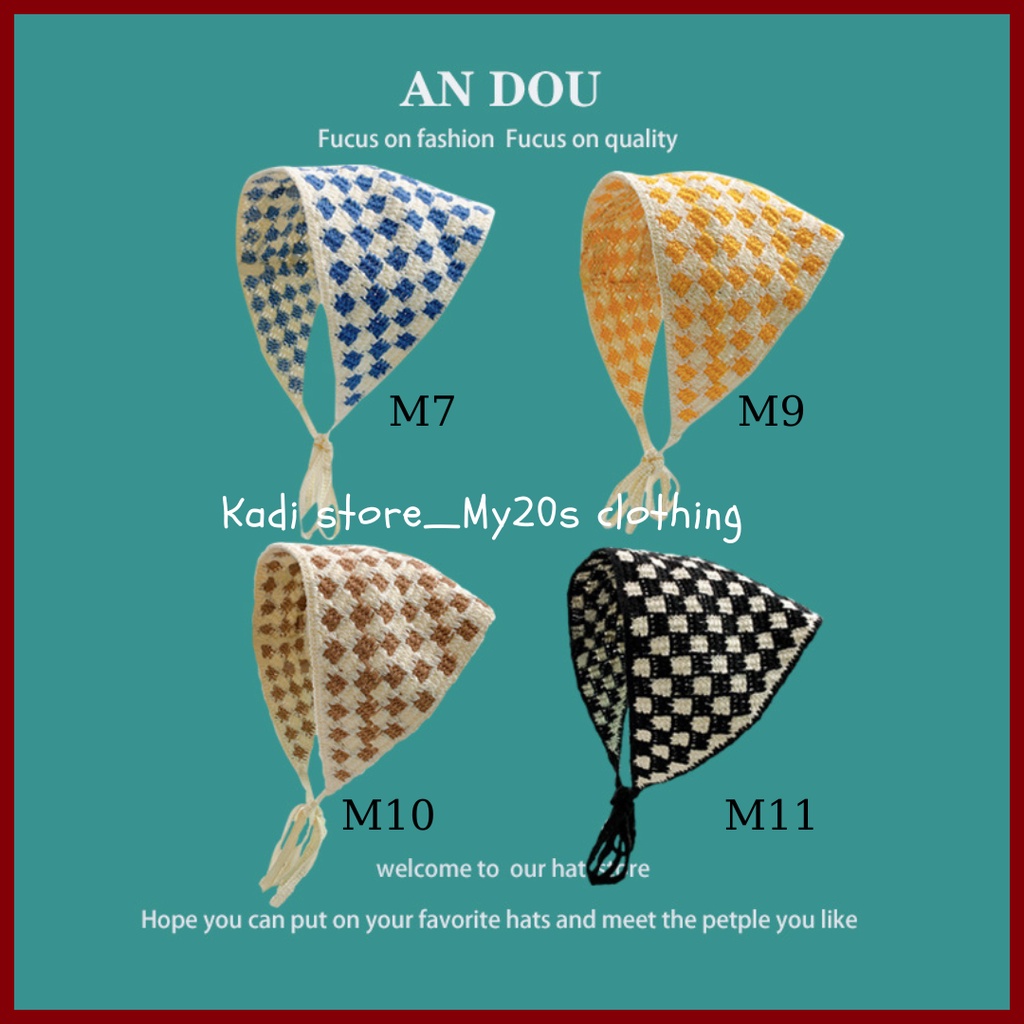 AN DOU
Fucus on fashion Fucus on quality
M7
M9
Kadi store_My20s clothing
M10
M11
welcome to our hat store
Hope you can put on your favorite hats and meet the petple you like